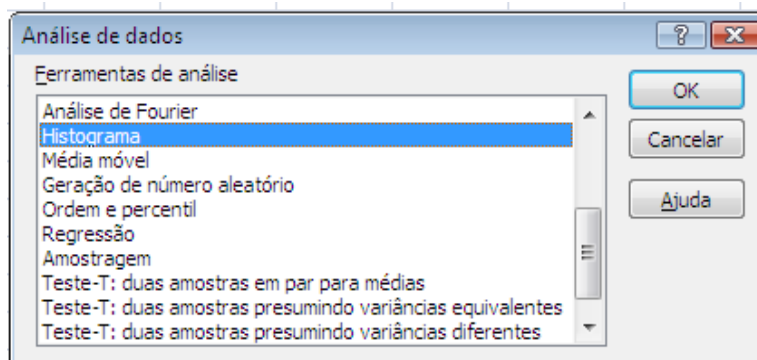 Análise de dados
Ferramentas de análise
Análise de Fourier
Histograma
Média móvel
Geração de número aleatório
Ordem e percentil
Regressão
Amostragem
Teste-T: duas amostras em par para médias
Teste-T: duas amostras presumindo variâncias equivalentes
Teste-T: duas amostras presumindo variâncias diferentes
OK
Cancelar
Ajuda